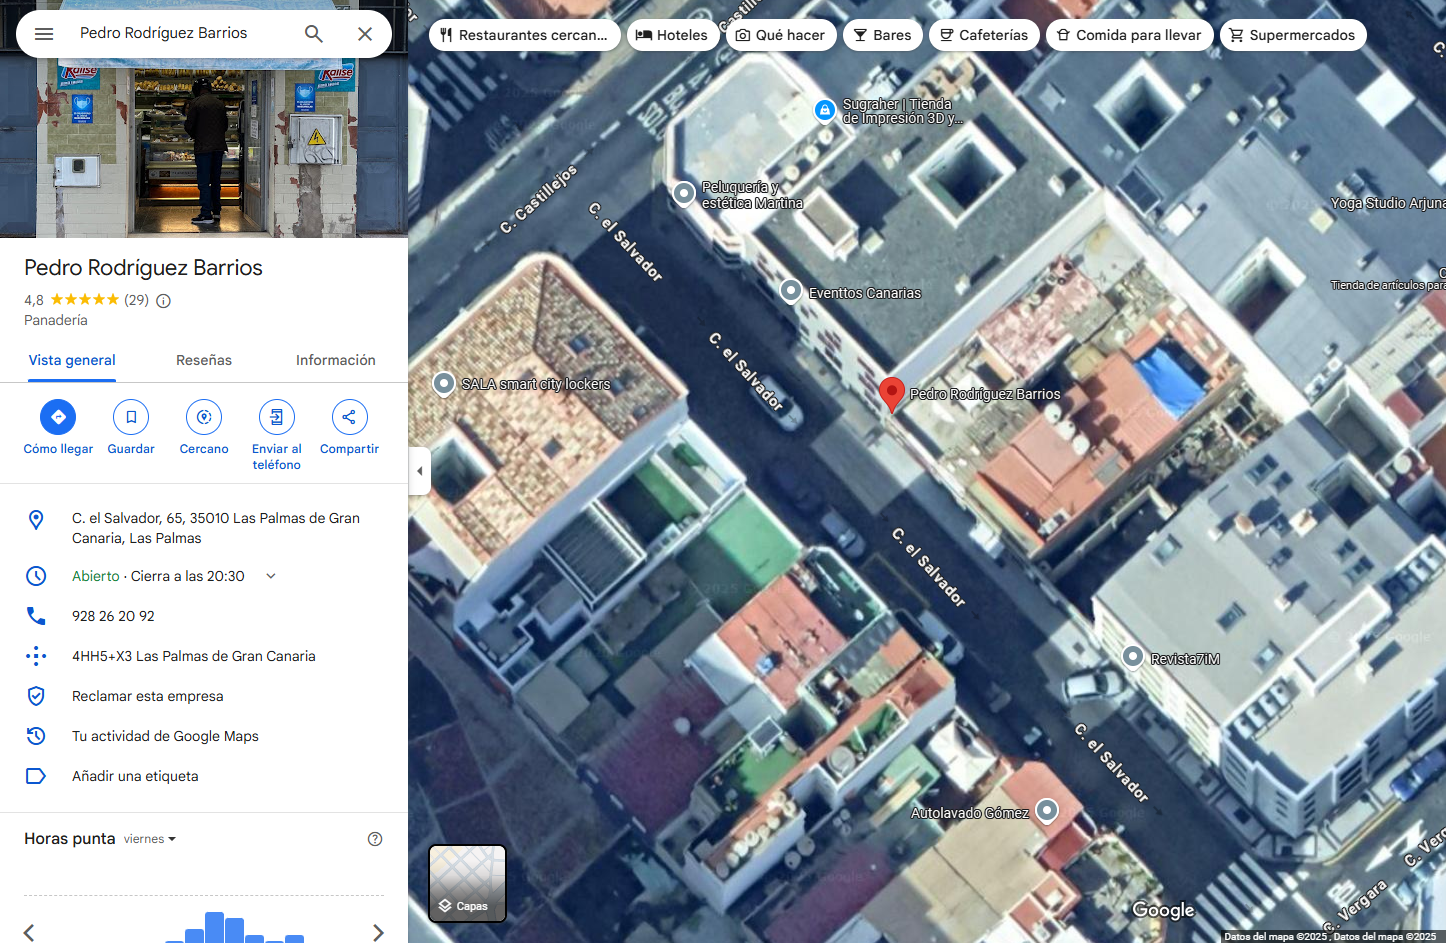 Pedro Rodríguez Barrios
Kalise
Kalise
Pedro Rodríguez Barrios
4,8 (29)
Panadería
Vista general
Reseñas
Información
Cómo llegar
Guardar
Cercano
Enviar al
teléfono
Compartir
C. el Salvador, 65, 35010 Las Palmas de Gran
Canaria, Las Palmas
Abierto · Cierra a las 20:30
928 26 20 92
4HH5+X3 Las Palmas de Gran Canaria
Reclamar esta empresa
Tu actividad de Google Maps
Añadir una etiqueta
Horas punta viernes
Restaurantes cercan...
Hoteles
Qué hacer
Bares
Cafeterías
Comida para llevar
Supermercados
Sugraher | Tienda
de Impresión 3D y...
Peluquería y
estética Martina
C. Castillejos
C. el Salvador
Yoga Studio Arjuna
Tienda de artículos para
Eventtos Canarias
C. el Salvador
SALA smart city lockers
Pedro Rodríguez Barrios
C. el Salvador
Revista7iM
C. el Salvador
Autolavado Gómez
C. Vergara
Capas
Google
Datos del mapa ©2025 , Datos del mapa ©2025